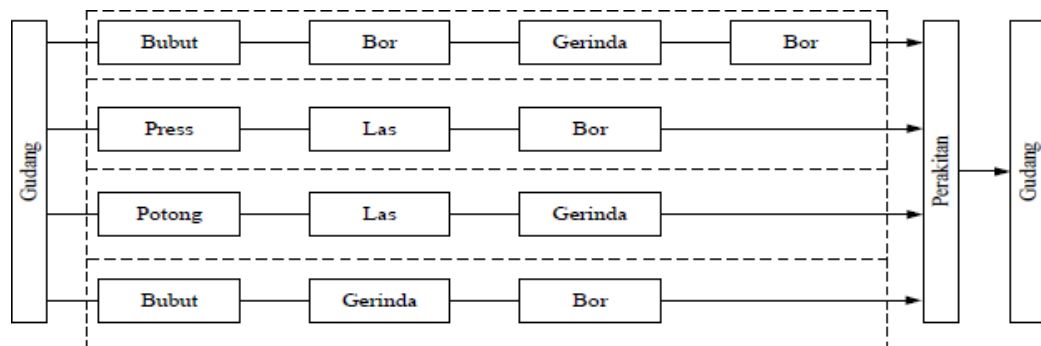 Gudang
Bubut Bor Gerinda Bor
Press Las Bor
Potong Las Gerinda
Bubut Gerinda Bor
Perakitan
Gudang